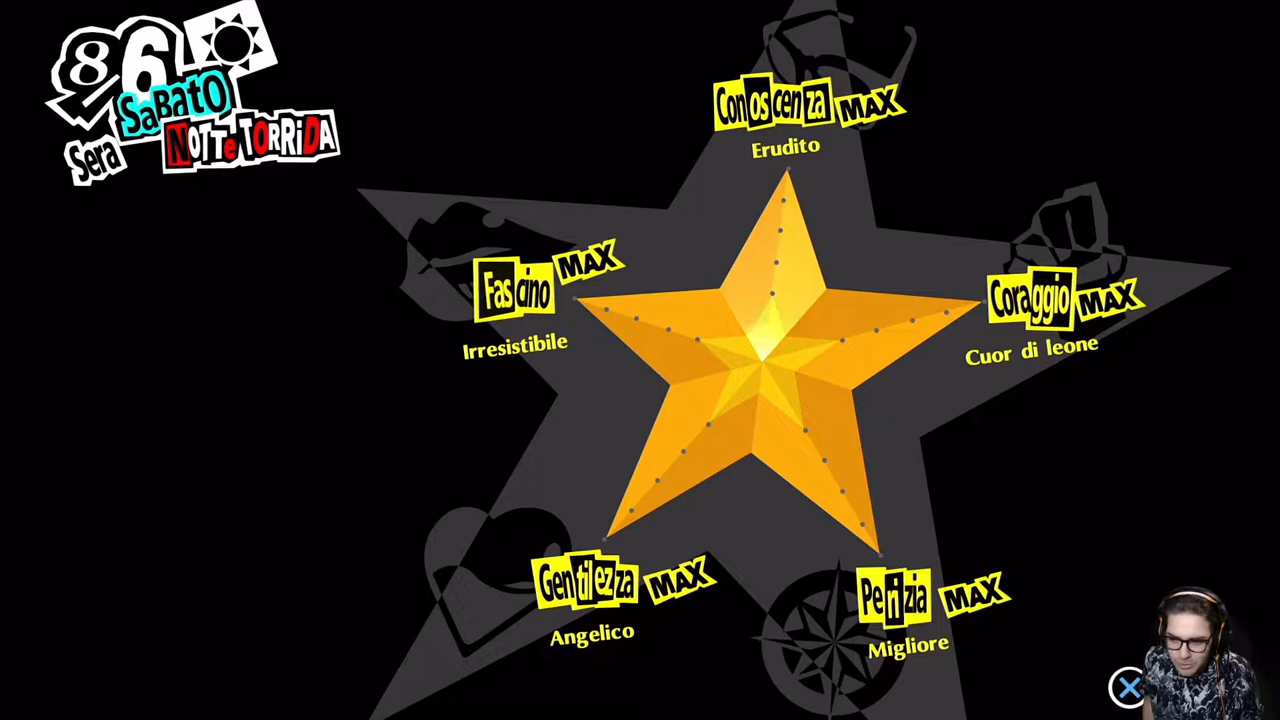 8/6
SaBatO
Sera
NOTTe TORRiDA
Conoscenza MAX
Erudito
Fascino MAX
Irresistibile
Coraggio MAX
Cuor di leone
Gentilezza MAX
Angelico
Perizia MAX
Migliore